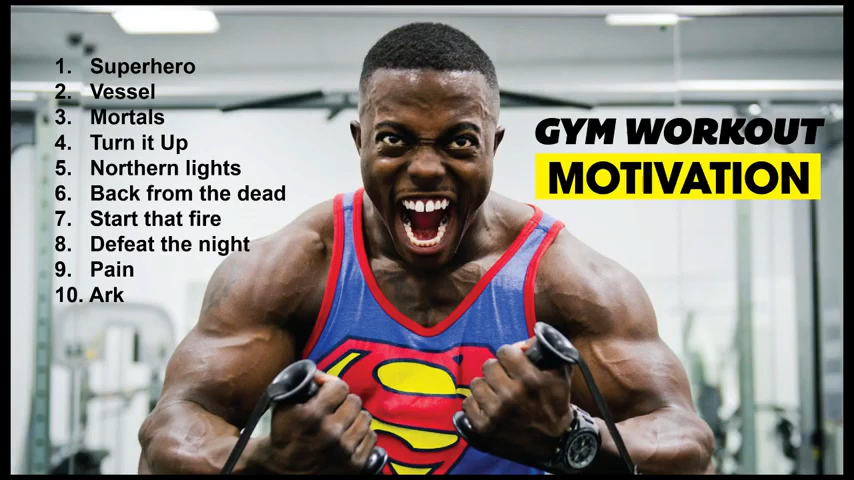 1. Superhero
2. Vessel
3. Mortals
4. Turn it Up
5. Northern lights
6. Back from the dead
7. Start that fire
8. Defeat the night
9. Pain
10. Ark
GYM WORKOUT
MOTIVATION